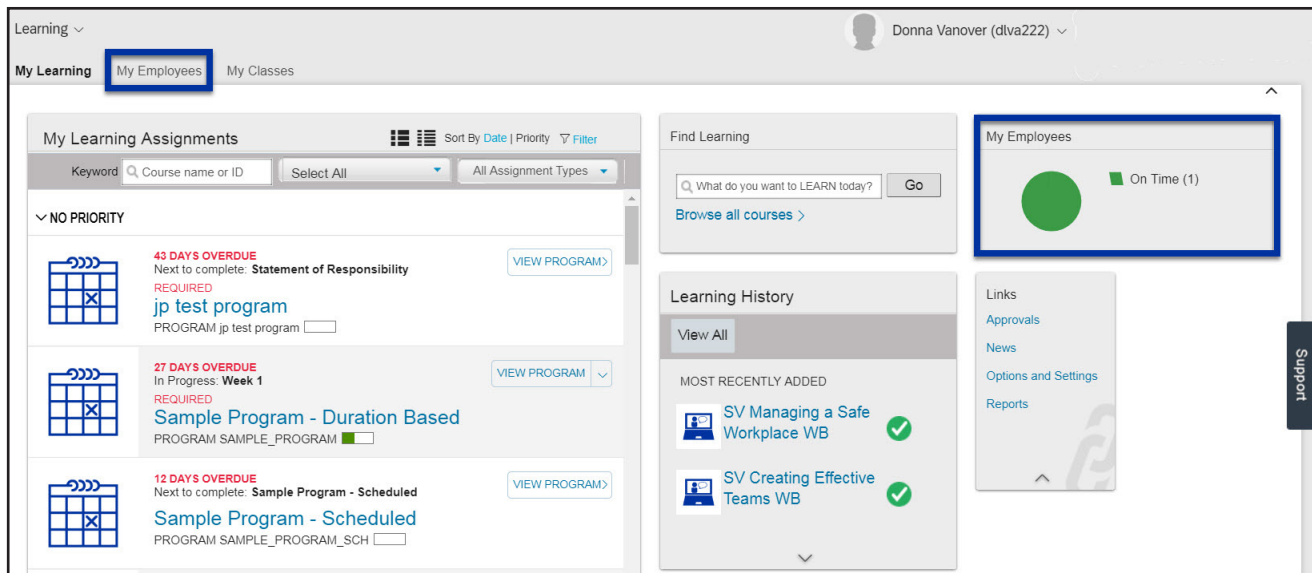 Learning
Donna Vanover (dlva222)
My Learning My Employees My Classes
My Learning Assignments
Sort By Date | Priority Filter
Keyword Course name or ID Select All All Assignment Types
NO PRIORITY
43 DAYS OVERDUE
Next to complete: Statement of Responsibility
REQUIRED
jp test program
PROGRAM jp test program
VIEW PROGRAM
27 DAYS OVERDUE
In Progress: Week 1
REQUIRED
Sample Program - Duration Based
PROGRAM SAMPLE_PROGRAM
VIEW PROGRAM
12 DAYS OVERDUE
Next to complete: Sample Program - Scheduled
Sample Program - Scheduled
PROGRAM SAMPLE_PROGRAM_SCH
VIEW PROGRAM
Find Learning
What do you want to LEARN today? Go
Browse all courses
Learning History
View All
MOST RECENTLY ADDED
SV Managing a Safe
Workplace WB
SV Creating Effective
Teams WB
My Employees
On Time (1)
Links
Approvals
News
Options and Settings
Reports
Support